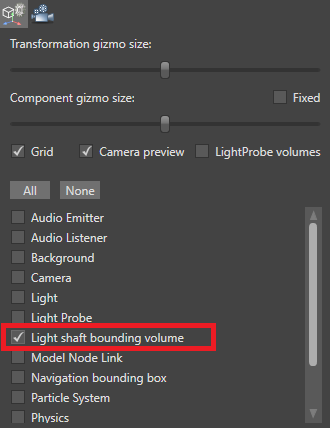 Transformation gizmo size:
Component gizmo size: Fixed
Grid Camera preview LightProbe volumes
All None
Audio Emitter
Audio Listener
Background
Camera
Light
Light Probe
Light shaft bounding volume
Model Node Link
Navigation bounding box
Particle System
Physics